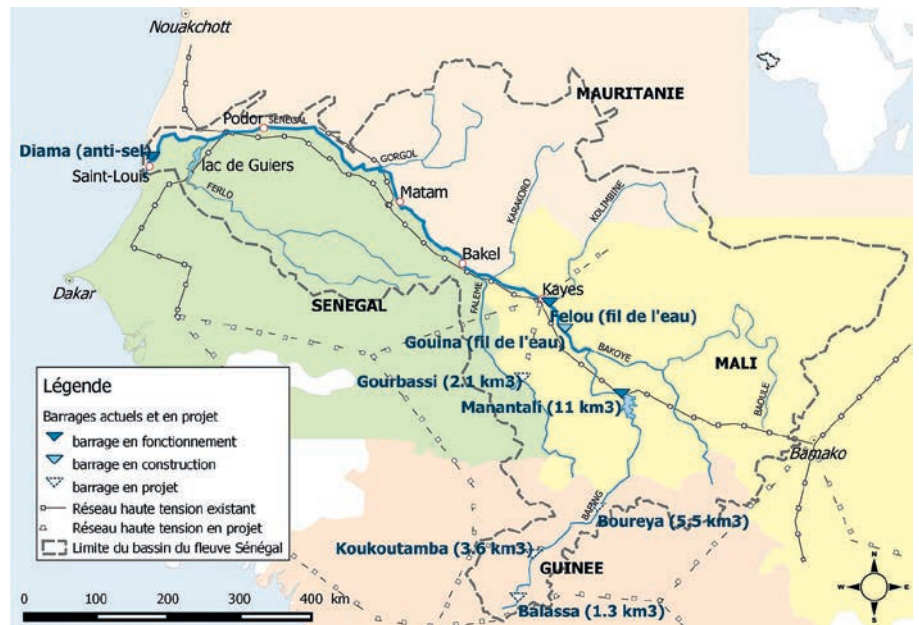 Nouakchott
MAURITANIE
Podor
SENEGAL
Diama (anti-sel)
lac de Guiers
GORGOL
Saint-Louis
FERLO
Matam
KARAKORO
KOLIMBINE
Bakel
Dakar
SENEGAL
FALEME
Kayes
Felou (fil de l'eau)
Gouina (fil de l'eau)
BAKOYE
MALI
Gourbassi (2.1 km3)
Manantali (11 km3)
BAOULE
Bamako
BAFING
Boureya (5,5 km3)
Koukoutamba (3.6 km3)
GUINEE
Balassa (1.3 km3)
Légende
Barrages actuels et en projet
barrage en fonctionnement
barrage en construction
barrage en projet
Réseau haute tension existant
Réseau haute tension en projet
Limite du bassin du fleuve Sénégal
0 100 200 300 400 km
N
W E
S